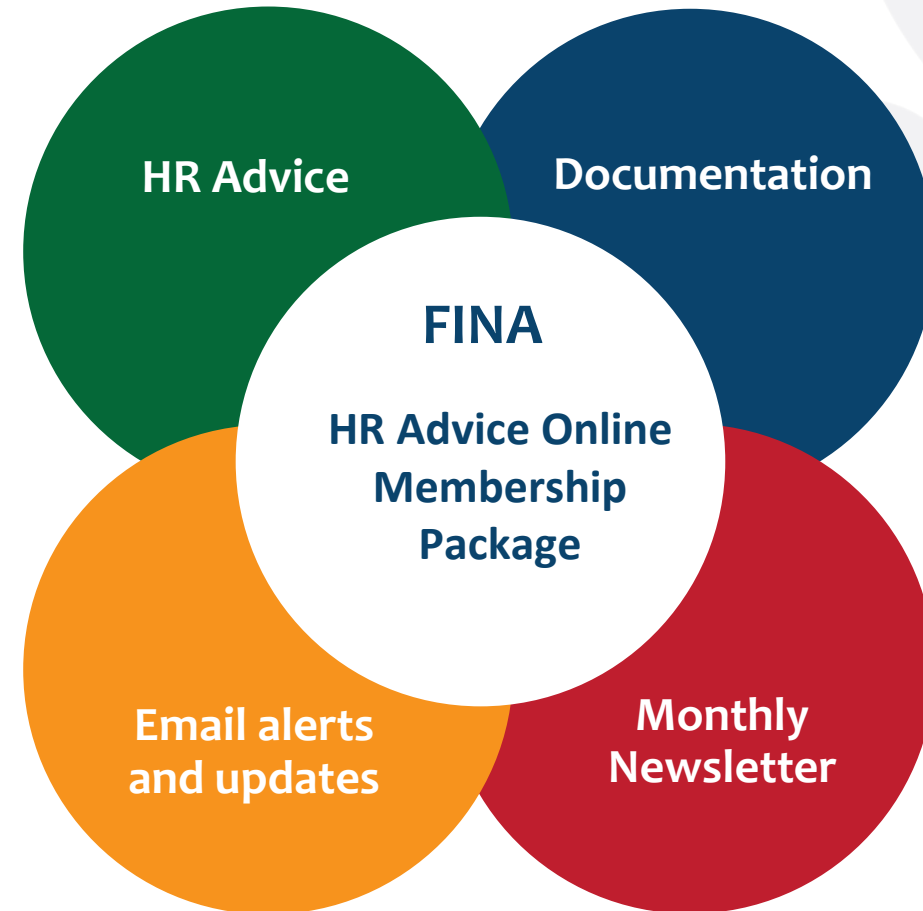 HR Advice
Documentation
FINA
HR Advice Online
Membership
Package
Email alerts
and updates
Monthly
Newsletter